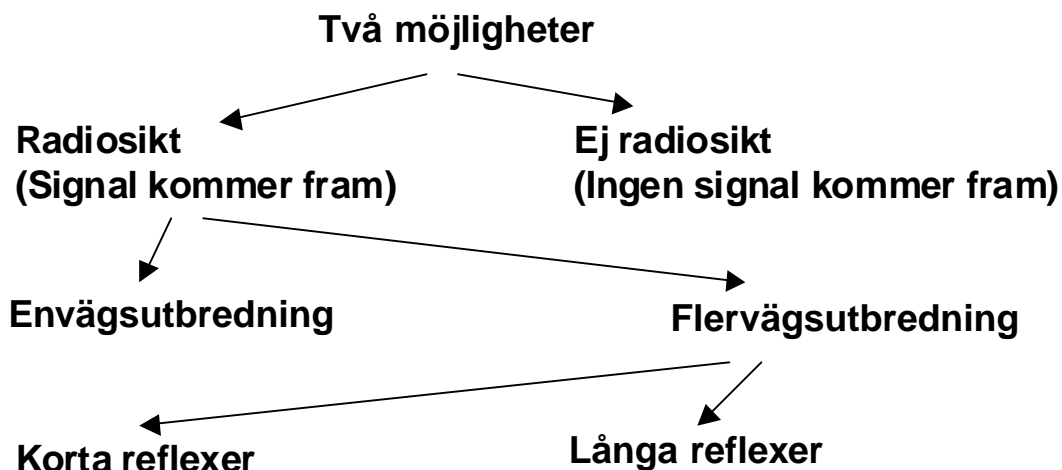 Två möjligheter
Radiosikt
(Signal kommer fram)
Ej radiosikt
(Ingen signal kommer fram)
Envägsutbredning
Flervägsutbredning
Korta reflexer
Långa reflexer